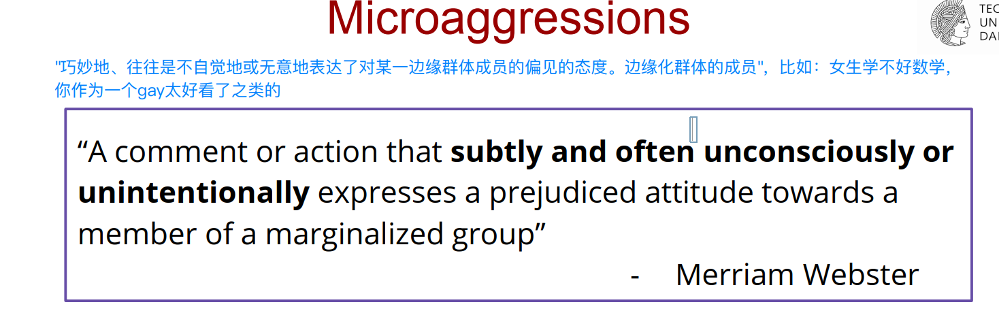 Microaggressions
TEC
UN
DA
"巧妙地、往往是不自觉地或无意地表达了对某一边缘群体成员的偏见的态度。边缘化群体的成员"，比如：女生学不好数学，
你作为一个gay太好看了之类的
“A comment or action that subtly and often unconsciously or
unintentionally expresses a prejudiced attitude towards a
member of a marginalized group”
- Merriam Webster